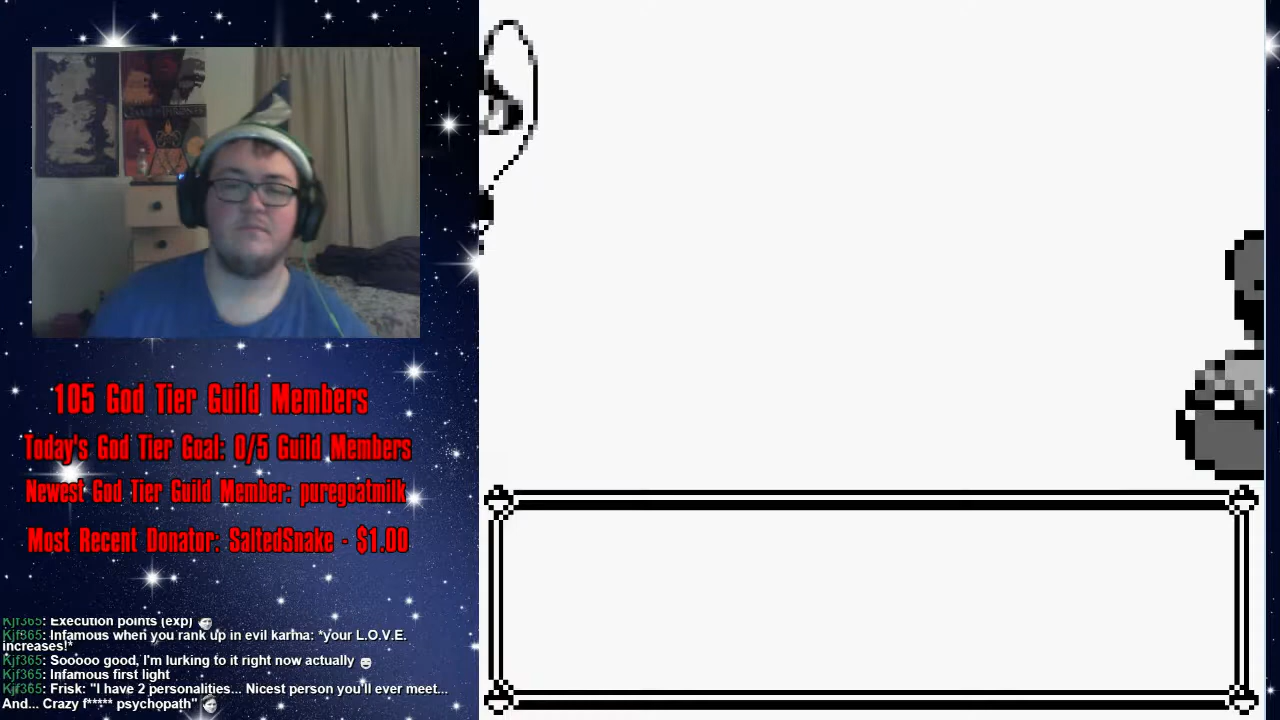 105 God Tier Guild Members
Today's God Tier Goal: 0/5 Guild Members
Newest God Tier Guild Member: puregoatmilk
Most Recent Donator: SaltedSnake - $1.00
Kjf365: Execution points (exp)
Kjf365: Infamous when you rank up in evil karma: *your L.O.V.E.
increases!*
Kjf365: Sooooo good, I'm lurking to it right now actually
Kjf365: Infamous first light
Kjf365: Frisk: "I have 2 personalities... Nicest person you'll ever meet...
And... Crazy f***** psychopath"